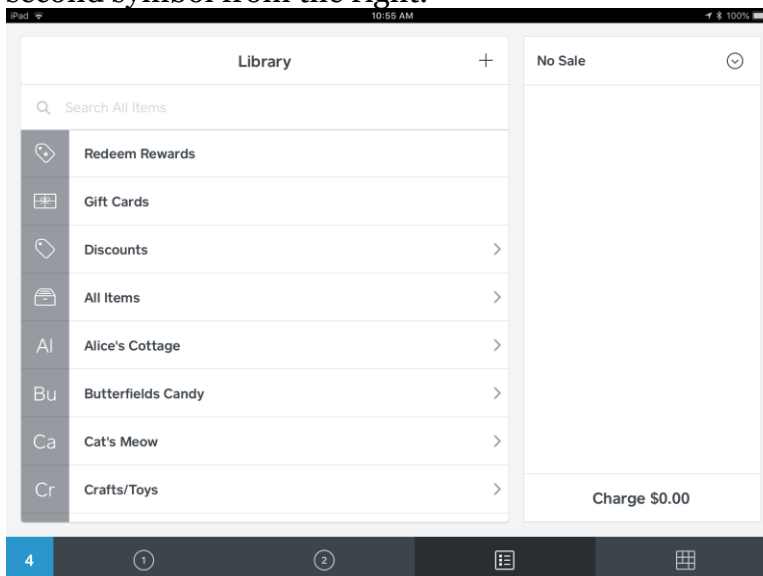 second symbol from the right.
iPad 10:55 AM 100%
Library + No Sale
Search All Items
Redeem Rewards
Gift Cards
Discounts
All Items
Al Alice's Cottage
Bu Butterfields Candy
Ca Cat's Meow
Cr Crafts/Toys
Charge $0.00
4 1 2